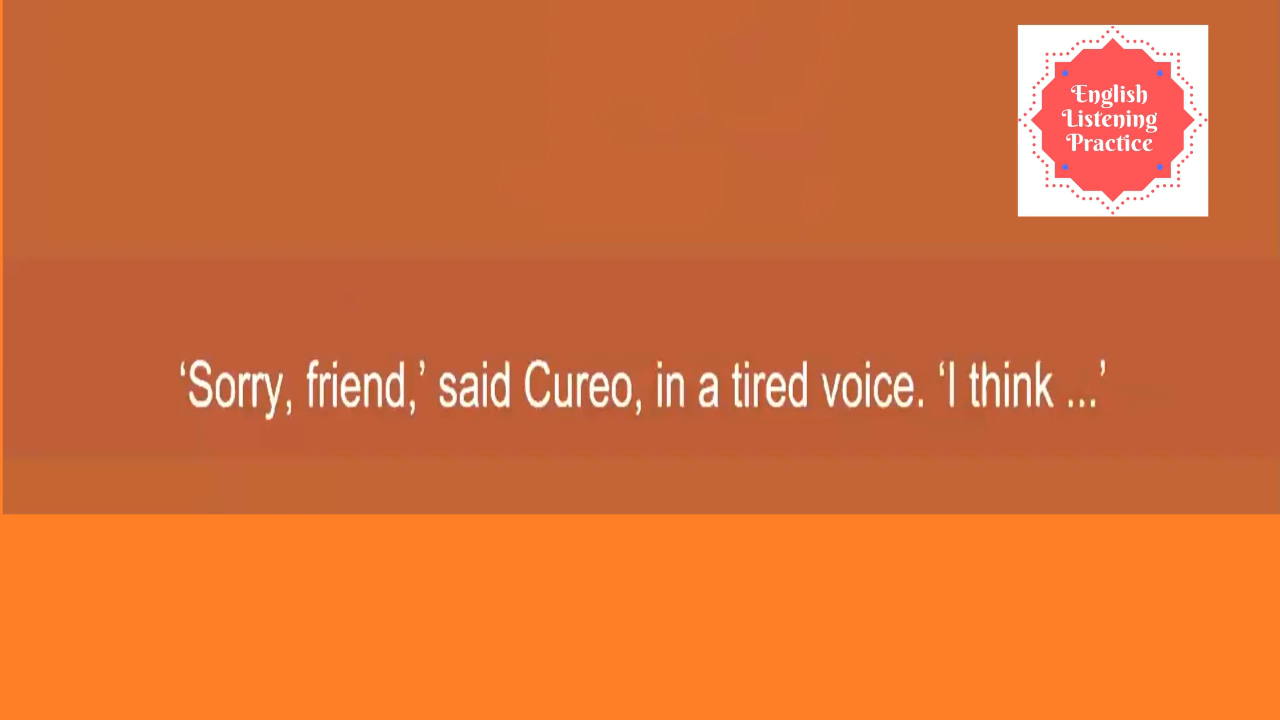 English
Listening
Practice
‘Sorry, friend,’ said Cureo, in a tired voice. ‘I think ...’